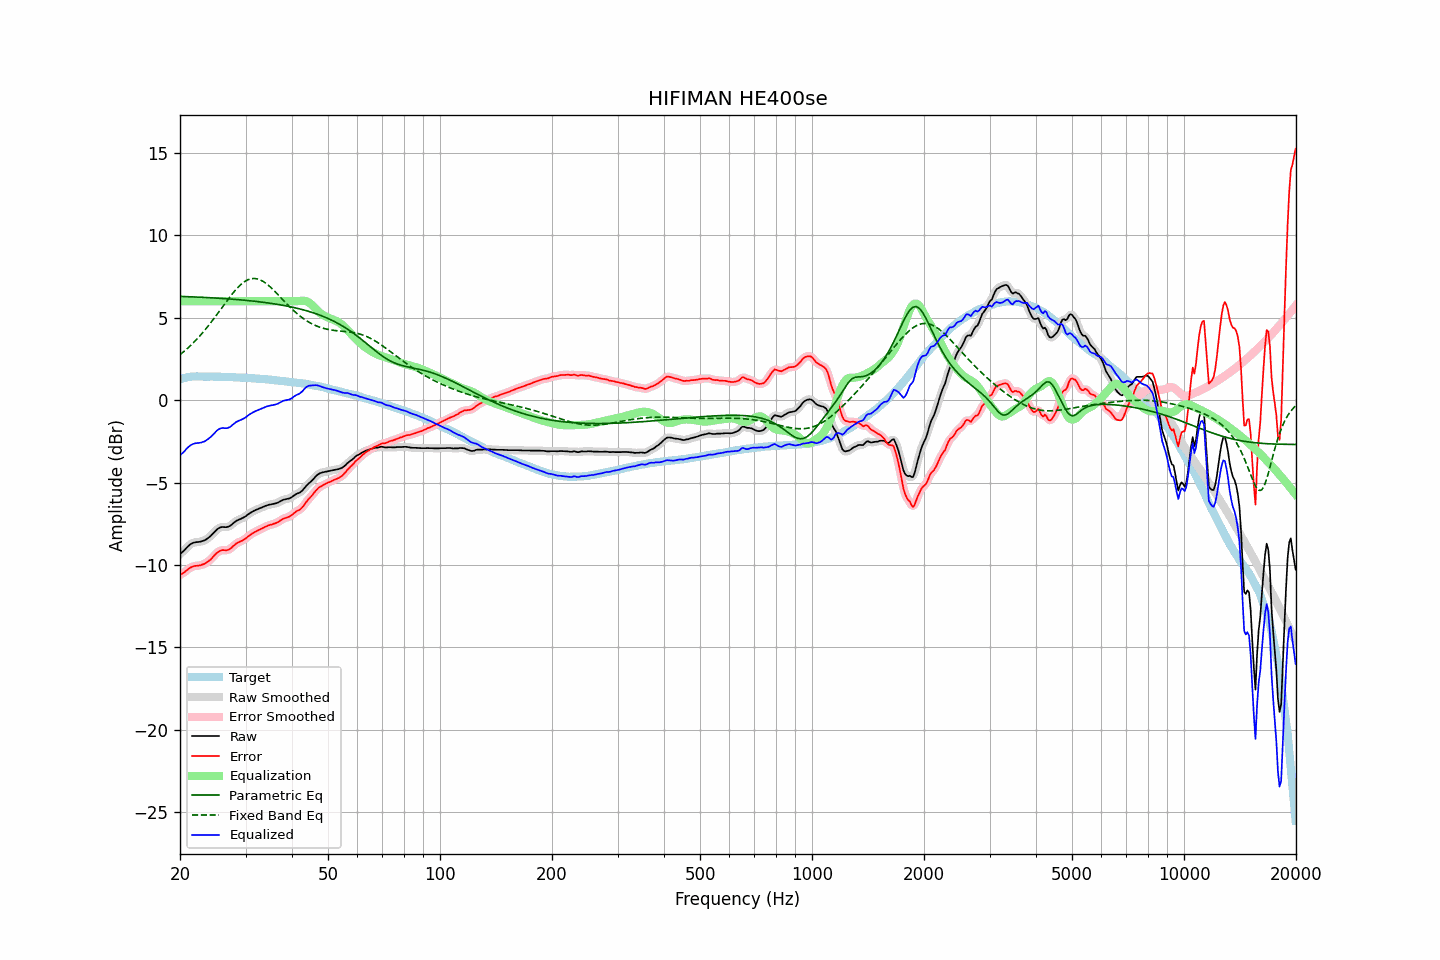 HIFIMAN HE400se
Amplitude (dBr)
15
10
5
0
−5
−10
−15
−20
−25
Target
Raw Smoothed
Error Smoothed
Raw
Error
Equalization
Parametric Eq
Fixed Band Eq
Equalized
20 50 100 200 500 1000 2000 5000 10000 20000
Frequency (Hz)